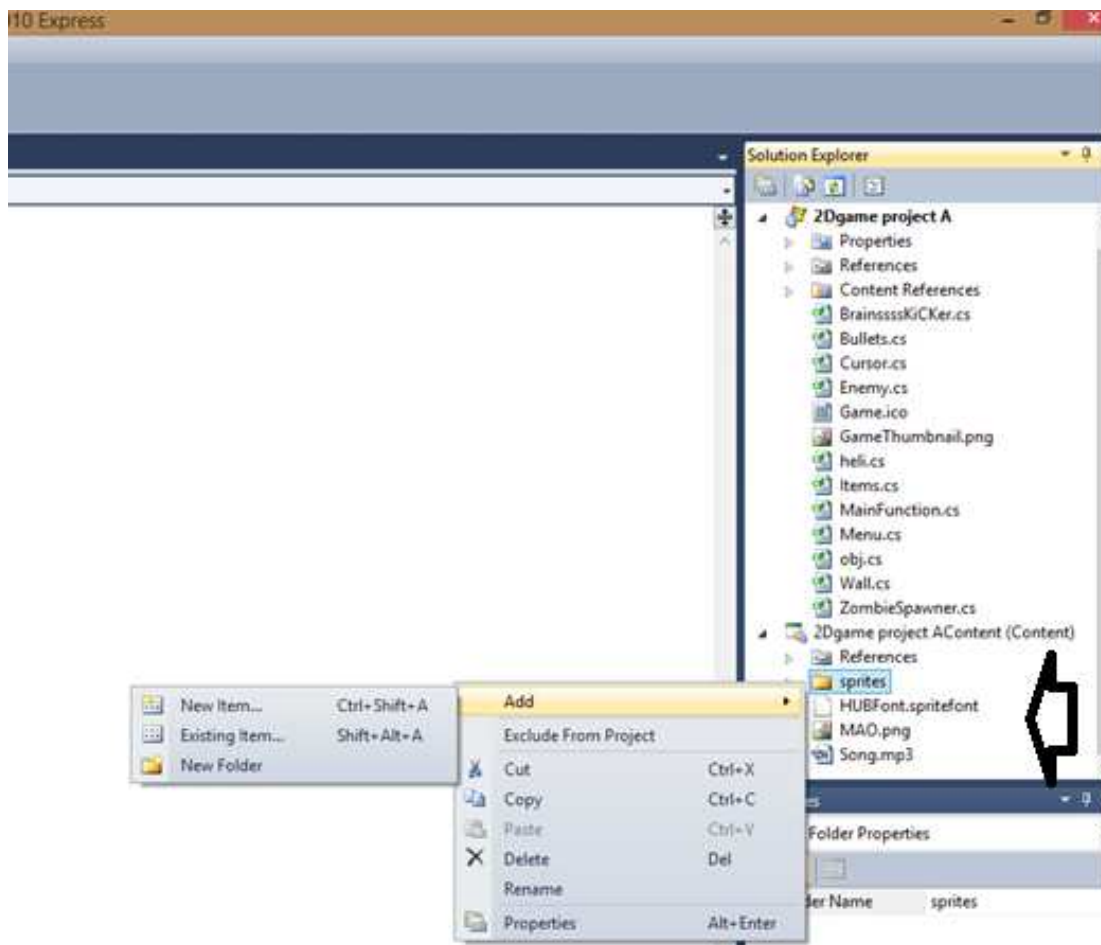 010 Express
Solution Explorer
2Dgame project A
Properties
References
Content References
BrainssssKiCKer.cs
Bullets.cs
Cursor.cs
Enemy.cs
Game.ico
GameThumbnail.png
heli.cs
Items.cs
MainFunction.cs
Menu.cs
obj.cs
Wall.cs
ZombieSpawner.cs
2Dgame project AContent (Content)
References
sprites
HUBFont.spritefont
MAO.png
Song.mp3
New Item... Ctrl+Shift+A
Existing Item... Shift+Alt+A
New Folder
Add
Exclude From Project
Cut Ctrl+X
Copy Ctrl+C
Paste Ctrl+V
Delete Del
Rename
Properties Alt+Enter
es
Folder Properties
der Name sprites